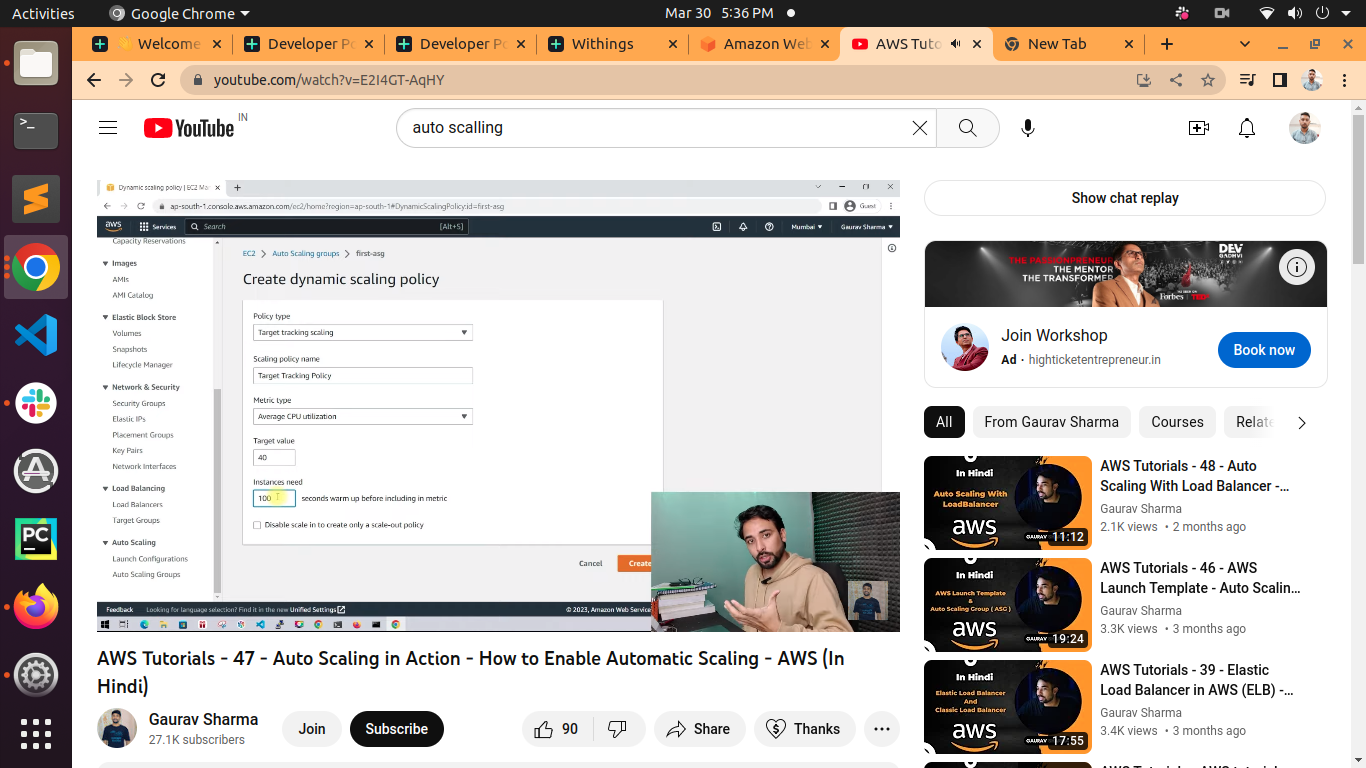 Activities
Google Chrome
Mar 30 5:36 PM
Welcome
Developer Po
Developer Po
Withings
Amazon Web
AWS Tuto
New Tab
youtube.com/watch?v=E2I4GT-AqHY
YouTube IN
auto scalling
Dynamic scaling policy | EC2 Man
ap-south-1.console.aws.amazon.com/ec2/home?region=ap-south-1#DynamicScalingPolicy:id=first-asg
Guest
aws
Services
Search
[Alt+S]
Mumbai
Gaurav Sharma
Capacity Reservations
Images
AMIs
AMI Catalog
Elastic Block Store
Volumes
Snapshots
Lifecycle Manager
Network & Security
Security Groups
Elastic IPs
Placement Groups
Key Pairs
Network Interfaces
Load Balancing
Load Balancers
Target Groups
Auto Scaling
Launch Configurations
Auto Scaling Groups
EC2 > Auto Scaling groups > first-asg
Create dynamic scaling policy
Policy type
Target tracking scaling
Scaling policy name
Target Tracking Policy
Metric type
Average CPU utilization
Target value
40
Instances need
100 seconds warm up before including in metric
Disable scale in to create only a scale-out policy
Cancel
Create
Feedback
Looking for language selection? Find it in the new Unified Settings
© 2023, Amazon Web Service
AWS Tutorials - 47 - Auto Scaling in Action - How to Enable Automatic Scaling - AWS (In
Hindi)
Gaurav Sharma
27.1K subscribers
Join
Subscribe
90
Share
Thanks
Show chat replay
THE PASSIONPRENEUR
THE MENTOR
THE TRANSFORMER
Forbes
TEDx
DEV
GADHVI
Join Workshop
Ad · highticketentrepreneur.in
Book now
All
From Gaurav Sharma
Courses
Relate
In Hindi
Auto Scaling With
LoadBalancer
aws
GAURAV
11:12
AWS Tutorials - 48 - Auto
Scaling With Load Balancer -...
Gaurav Sharma
2.1K views • 2 months ago
In Hindi
AWS Launch Template
&
Auto Scaling Group ( ASG )
aws
GAURAV
19:24
AWS Tutorials - 46 - AWS
Launch Template - Auto Scalin...
Gaurav Sharma
3.3K views • 3 months ago
In Hindi
Elastic Load Balancer
And
Classic Load Balancer
aws
GAURAV
17:55
AWS Tutorials - 39 - Elastic
Load Balancer in AWS (ELB) -...
Gaurav Sharma
3.4K views • 3 months ago